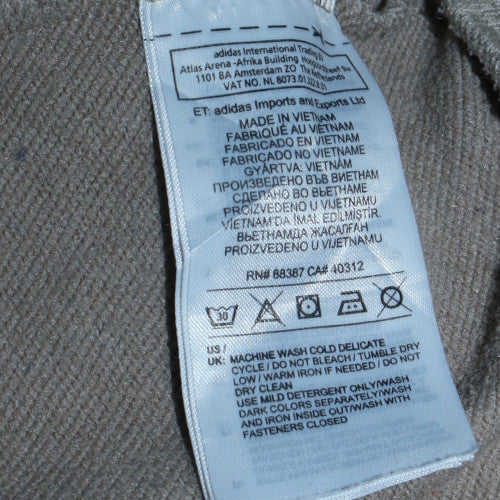 adidas International Trading BV
Atlas Arena -Afrika Building Hoogoorddreef 9a
1101 BA Amsterdam ZO The Netherlands
VAT NO. NL 8073.01.322.B.01
ET: adidas Imports and Exports Ltd
MADE IN VIETNAM
FABRIQUÉ AU VIETNAM
FABRICADO EN VIETNAM
FABRICADO NO VIETNAME
GYÁRTVA: VIETNÁM
ПРОИЗВЕДЕНО ВЪВ ВИЕТНАМ
СДЕЛАНО ВО ВЬЕТНАМЕ
PROIZVEDENO U VIJETNAMU
VIETNAM'DA İMAL EDİLMİŞTİR.
ВЬЕТНАМДА ЖАСАЛҒАН
PROIZVEDENO U VIJETNAMU
RN# 88387 CA# 40312
30
US /
UK: MACHINE WASH COLD DELICATE
CYCLE / DO NOT BLEACH / TUMBLE DRY
LOW / WARM IRON IF NEEDED / DO NOT
DRY CLEAN
USE MILD DETERGENT ONLY/WASH
DARK COLORS SEPARATELY/WASH
AND IRON INSIDE OUT/WASH WITH
FASTENERS CLOSED